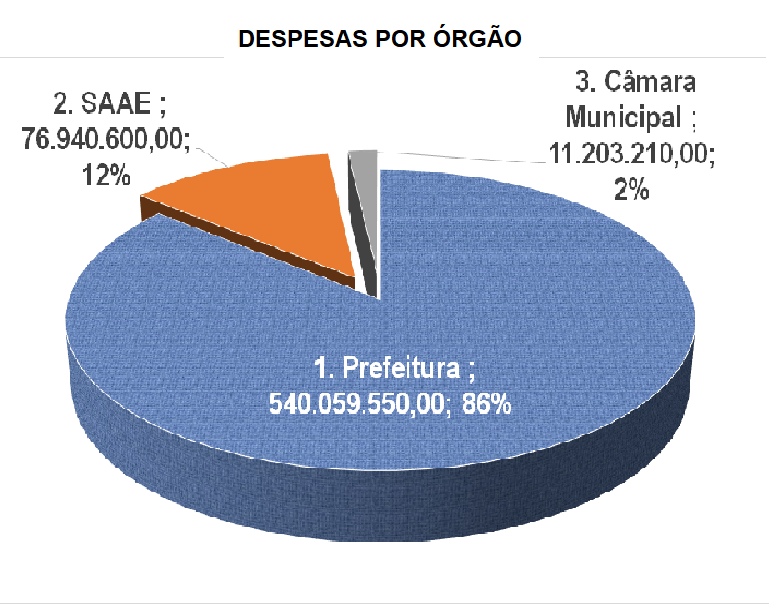 DESPESAS POR ÓRGÃO
2. SAAE ;
76.940.600,00;
12%
3. Câmara
Municipal ;
11.203.210,00;
2%
1. Prefeitura ;
540.059.550,00; 86%